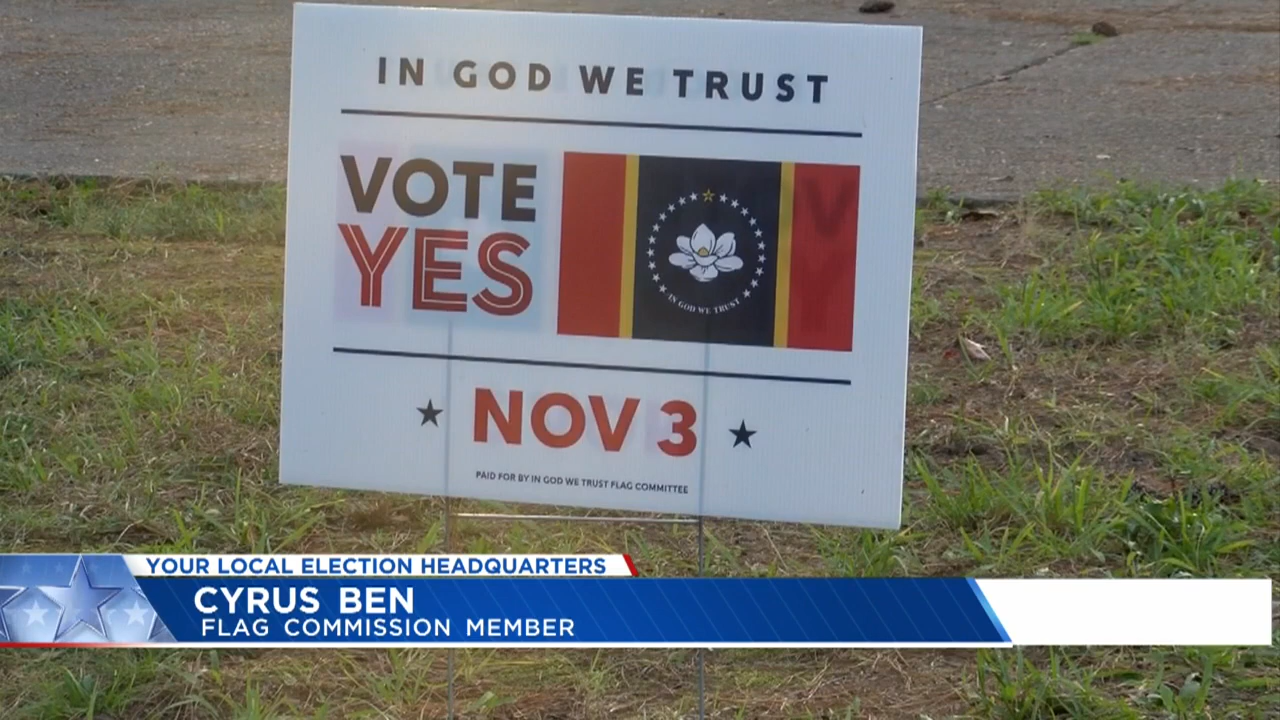 IN GOD WE TRUST
VOTE
YES
IN GOD WE TRUST
NOV 3
PAID FOR BY IN GOD WE TRUST FLAG COMMITTEE
YOUR LOCAL ELECTION HEADQUARTERS
CYRUS BEN
FLAG COMMISSION MEMBER